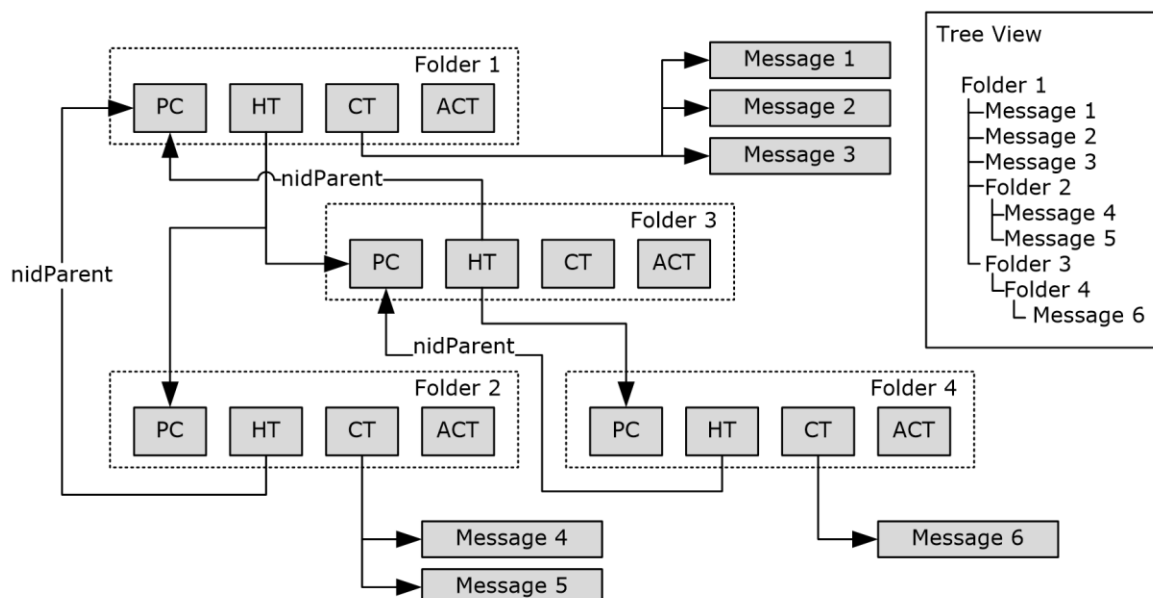 Folder 1
PC HT CT ACT
Message 1
Message 2
Message 3
nidParent
Folder 3
PC HT CT ACT
nidParent
nidParent
Folder 2
PC HT CT ACT
Folder 4
PC HT CT ACT
Message 4
Message 5
Message 6
Tree View
Folder 1
Message 1
Message 2
Message 3
Folder 2
Message 4
Message 5
Folder 3
Folder 4
Message 6